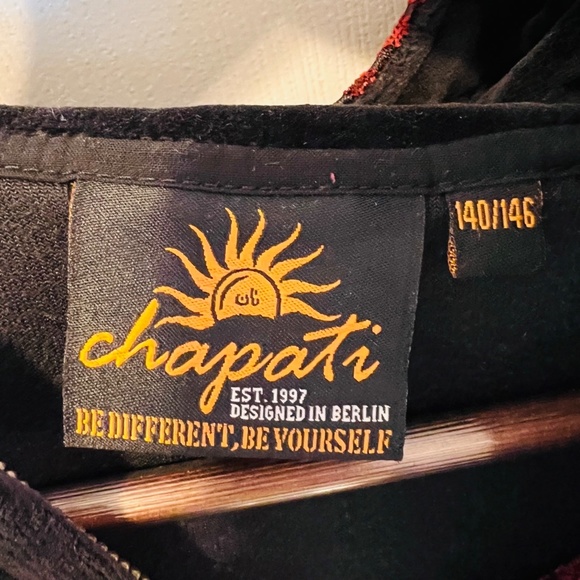 140/146
chapati
EST. 1997
DESIGNED IN BERLIN
BE DIFFERENT, BE YOURSELF